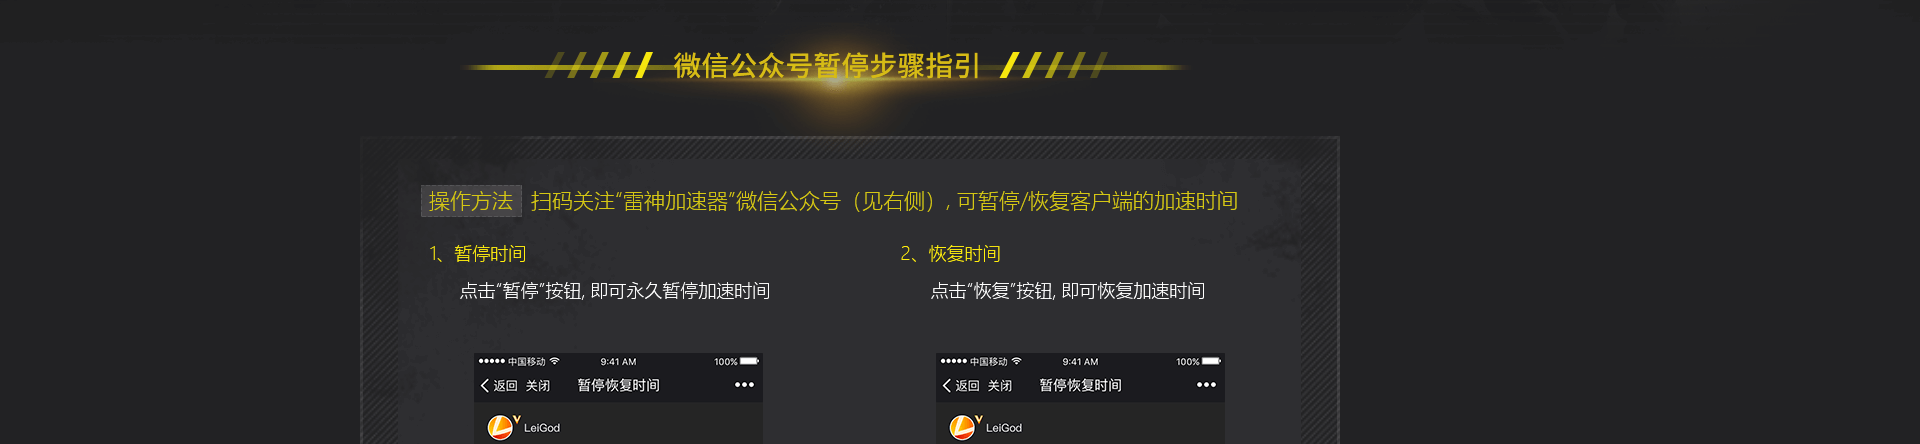 微信公众号暂停步骤指引
操作方法 扫码关注“雷神加速器”微信公众号（见右侧）, 可暂停/恢复客户端的加速时间
1、暂停时间
点击“暂停”按钮, 即可永久暂停加速时间
2、恢复时间
点击“恢复”按钮, 即可恢复加速时间
中国移动 9:41 AM 100%
返回 关闭 暂停恢复时间
LeiGod
中国移动 9:41 AM 100%
返回 关闭 暂停恢复时间
LeiGod